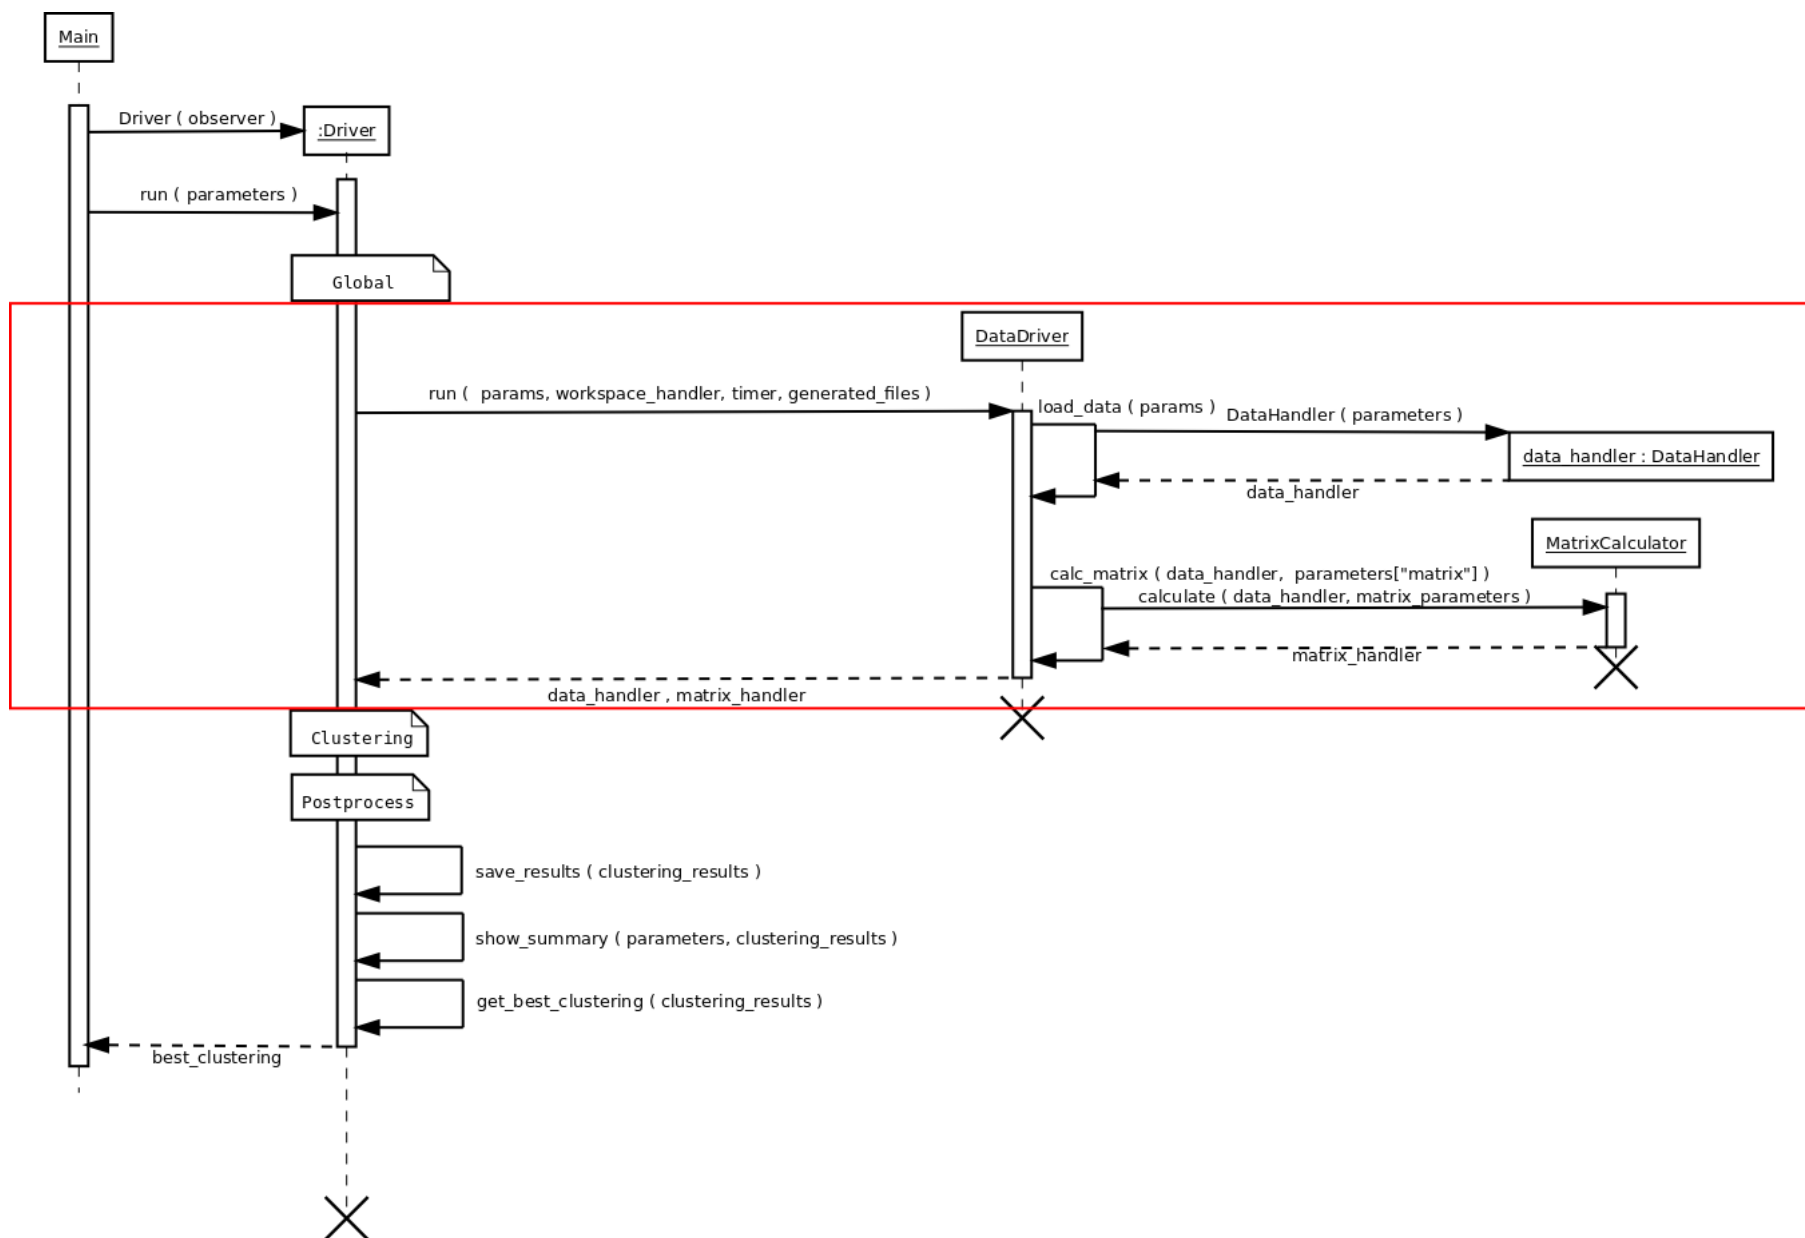 Main
Driver ( observer )
:Driver
run ( parameters )
Global
DataDriver
run (  params, workspace_handler, timer, generated_files )
load_data ( params )
DataHandler ( parameters )
data_handler : DataHandler
data_handler
MatrixCalculator
calc_matrix ( data_handler,  parameters["matrix"] )
calculate ( data_handler, matrix_parameters )
matrix_handler
data_handler , matrix_handler
Clustering
Postprocess
save_results ( clustering_results )
show_summary ( parameters, clustering_results )
get_best_clustering ( clustering_results )
best_clustering